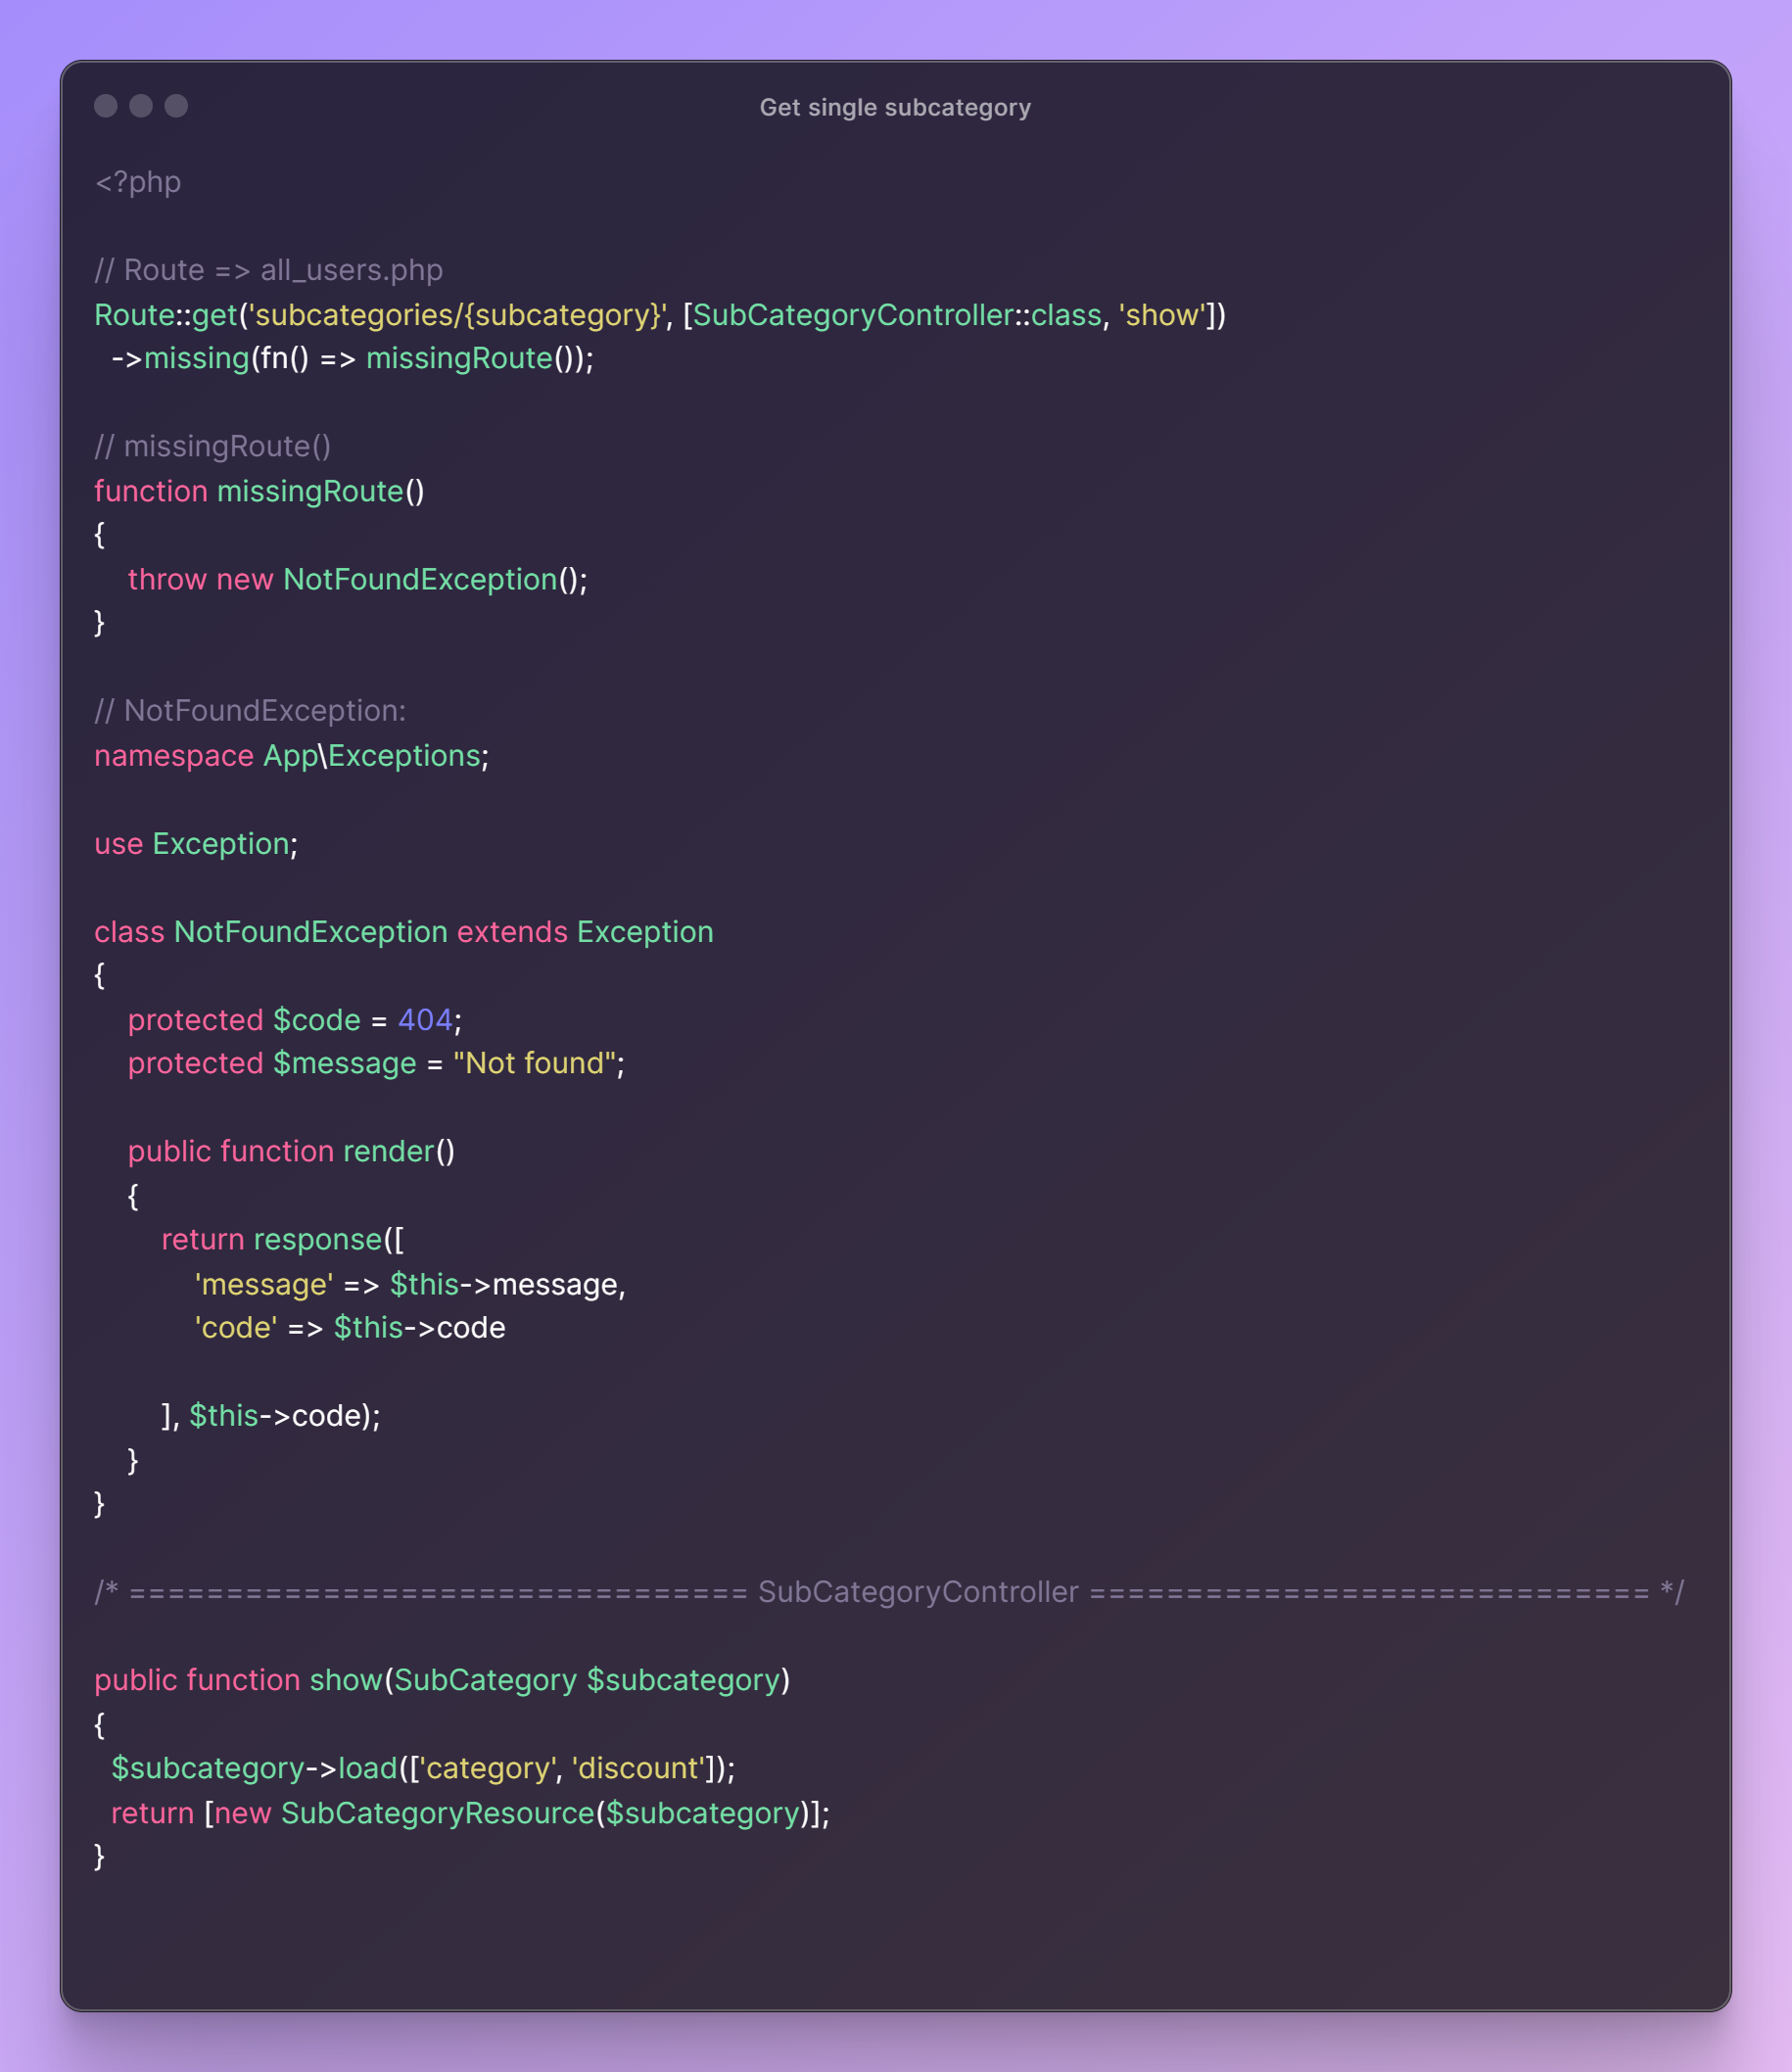 Get single subcategory
<?php
// Route => all_users.php
Route::get('subcategories/{subcategory}', [SubCategoryController::class, 'show'])
  ->missing(fn() => missingRoute());
// missingRoute()
function missingRoute()
{
    throw new NotFoundException();
}
// NotFoundException:
namespace App\Exceptions;
use Exception;
class NotFoundException extends Exception
{
    protected $code = 404;
    protected $message = "Not found";
    public function render()
    {
        return response([
            'message' => $this->message,
            'code' => $this->code
        ], $this->code);
    }
}
/* ================================ SubCategoryController ============================= */
public function show(SubCategory $subcategory)
{
  $subcategory->load(['category', 'discount']);
  return [new SubCategoryResource($subcategory)];
}